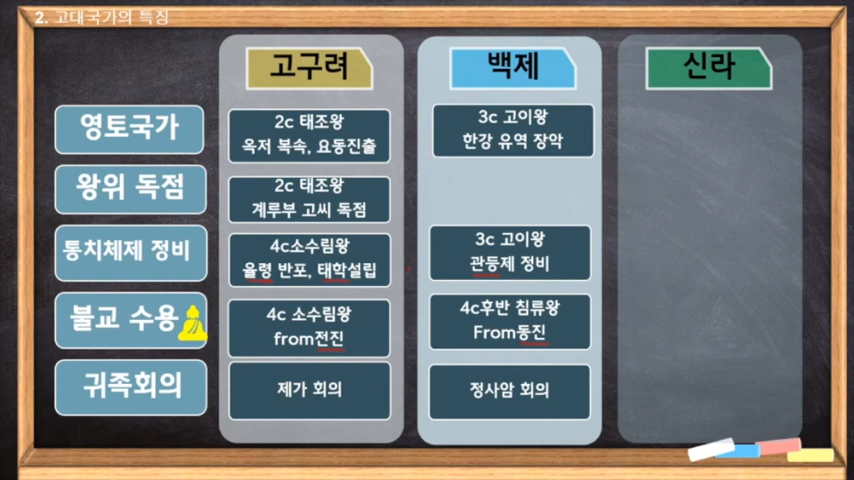 2. 고대국가의 특징
고구려
백제
신라
영토국가
2c 태조왕
옥저 복속, 요동진출
3c 고이왕
한강 유역 장악
왕위 독점
2c 태조왕
계루부 고씨 독점
통치체제 정비
4c소수림왕
율령 반포, 태학설립
3c 고이왕
관등제 정비
불교 수용
4c 소수림왕
from전진
4c후반 침류왕
From동진
귀족회의
제가 회의
정사암 회의